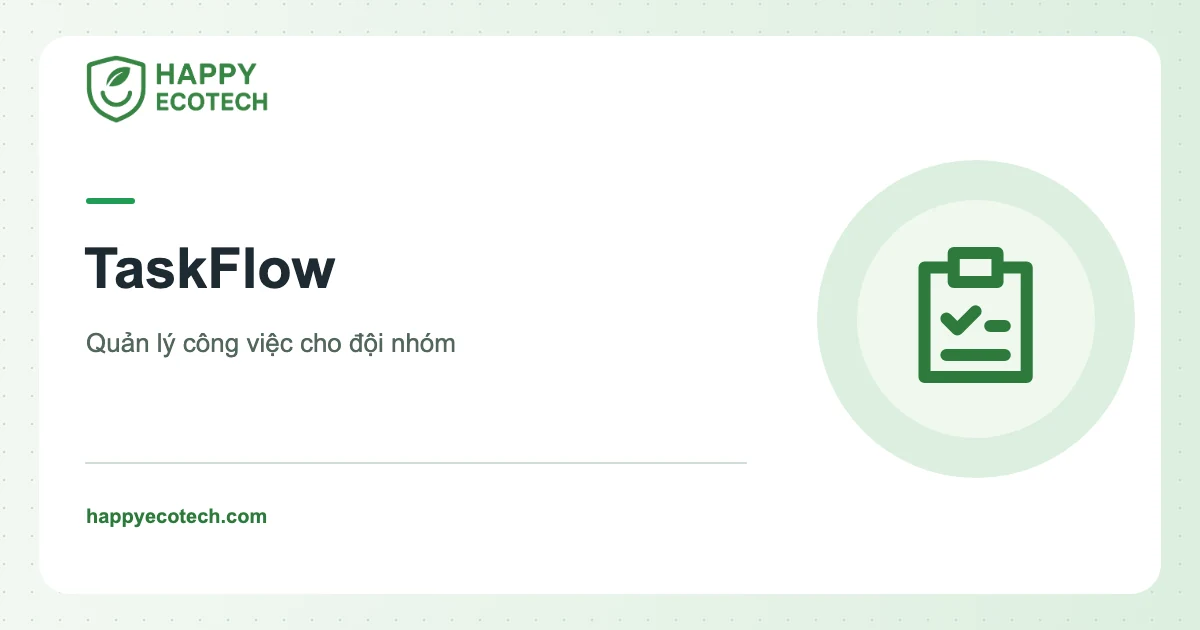 HAPPY
ECOTECH
TaskFlow
Quản lý công việc cho đội nhóm
happyecotech.com